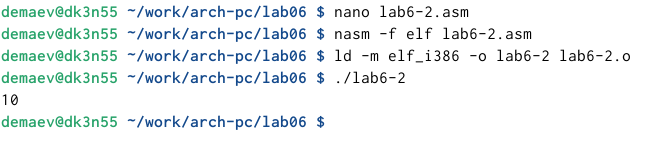 demaev@dk3n55 ~/work/arch-pc/lab06 $ nano lab6-2.asm
demaev@dk3n55 ~/work/arch-pc/lab06 $ nasm -f elf lab6-2.asm
demaev@dk3n55 ~/work/arch-pc/lab06 $ ld -m elf_i386 -o lab6-2 lab6-2.o
demaev@dk3n55 ~/work/arch-pc/lab06 $ ./lab6-2
10
demaev@dk3n55 ~/work/arch-pc/lab06 $